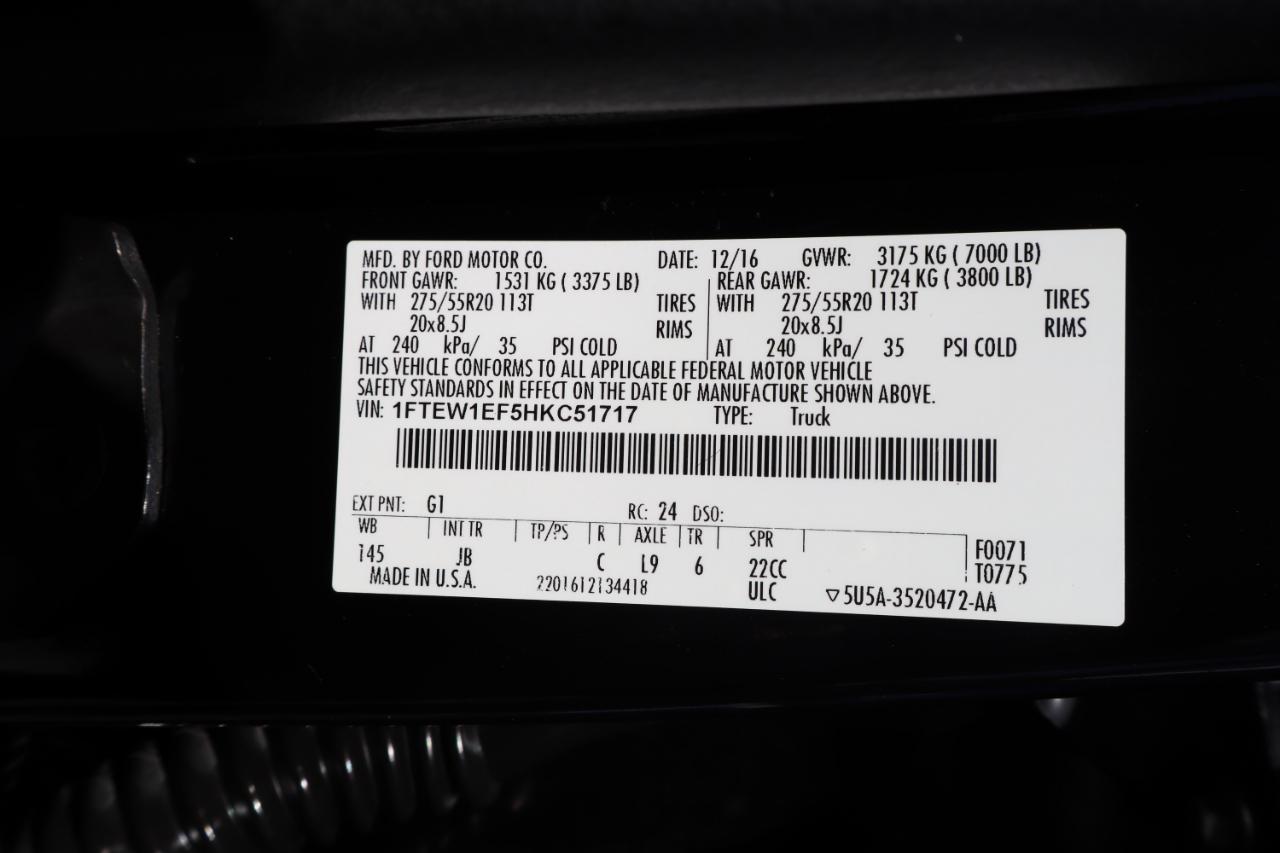 MFD. BY FORD MOTOR CO. DATE: 12/16 GVWR: 3175 KG ( 7000 LB)
FRONT GAWR: 1531 KG ( 3375 LB) REAR GAWR: 1724 KG ( 3800 LB)
WITH 275/55R20 113T TIRES WITH 275/55R20 113T TIRES
20x8.5J RIMS 20x8.5J RIMS
AT 240 kPa/ 35 PSI COLD AT 240 kPa/ 35 PSI COLD
THIS VEHICLE CONFORMS TO ALL APPLICABLE FEDERAL MOTOR VEHICLE
SAFETY STANDARDS IN EFFECT ON THE DATE OF MANUFACTURE SHOWN ABOVE.
VIN: 1FTEW1EF5HKC51717 TYPE: Truck
EXT PNT: G1 RC: 24 DSO:
WB INT TR TP/PS R AXLE TR SPR F0071
145 JB C L9 6 22CC T0775
MADE IN U.S.A. 2201612134418 ULC ▽5U5A-3520472-AA